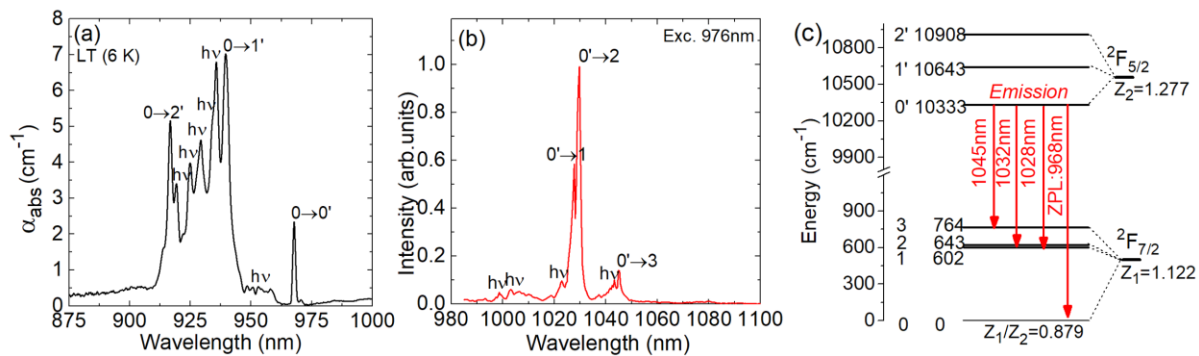 (a)
LT (6 K)
0→2'
hν
hν
hν
hν
0→1'
0→0'
hν
α_abs (cm⁻¹)
8
7
6
5
4
3
2
1
0
875 900 925 950 975 1000
Wavelength (nm)
(b)
Exc. 976nm
0'→2
0'→1
0'→3
hν
hν
hν
hν
Intensity (arb.units)
1.0
0.8
0.6
0.4
0.2
0.0
980 1000 1020 1040 1060 1080 1100
Wavelength (nm)
(c)
Energy (cm⁻¹)
10800
10500
10200
9900
900
600
300
0
2' 10908
1' 10643
0' 10333
Emission
1045nm
1032nm
1028nm
ZPL:968nm
3 764
2 643
1 602
0 0
²F5/2
Z₂=1.277
²F7/2
Z₁=1.122
Z₁/Z₂=0.879